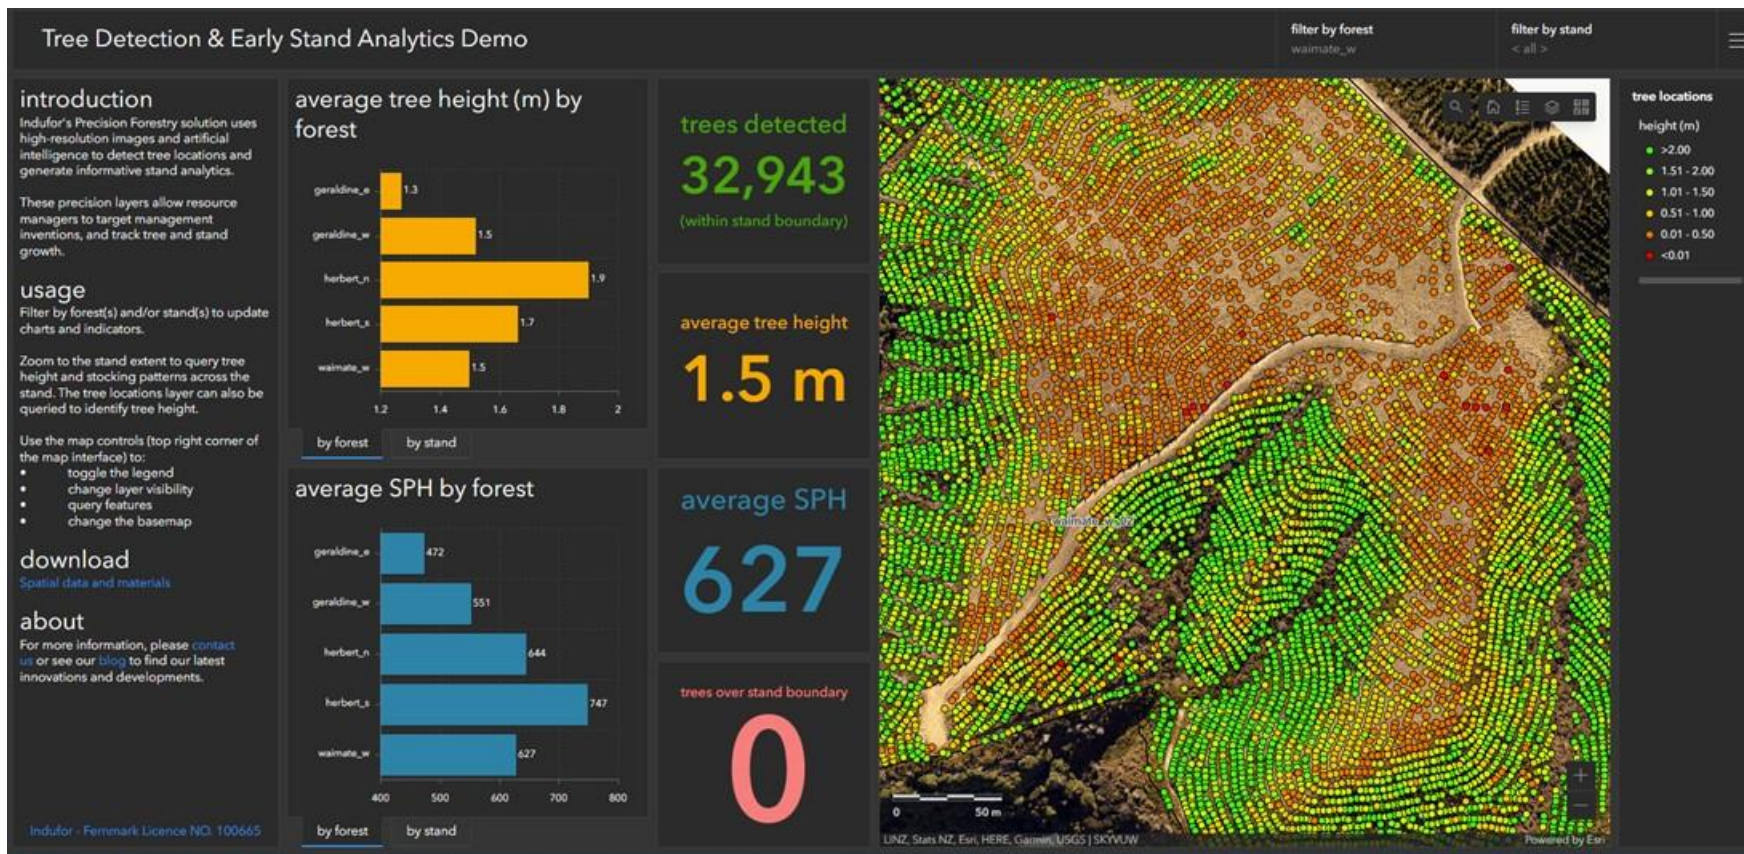 Tree Detection & Early Stand Analytics Demo
filter by forest
waimate_w
filter by stand
< all >
introduction
Indufor's Precision Forestry solution uses
high-resolution images and artificial
intelligence to detect tree locations and
generate informative stand analytics.
These precision layers allow resource
managers to target management
inventions, and track tree and stand
growth.
usage
Filter by forest(s) and/or stand(s) to update
charts and indicators.
Zoom to the stand extent to query tree
height and stocking patterns across the
stand. The tree locations layer can also be
queried to identify tree height.
Use the map controls (top right corner of
the map interface) to:
• toggle the legend
• change layer visibility
• query features
• change the basemap
download
Spatial data and materials
about
For more information, please contact
us or see our blog to find our latest
innovations and developments.
Indufor - Fernmark Licence NO. 100665
average tree height (m) by
forest
geraldine_e 1.3
geraldine_w 1.5
herbert_n 1.9
herbert_s 1.7
waimate_w 1.5
1.2 1.4 1.6 1.8 2
by forest by stand
average SPH by forest
geraldine_e 472
geraldine_w 551
herbert_n 644
herbert_s 747
waimate_w 627
400 500 600 700 800
by forest by stand
trees detected
32,943
(within stand boundary)
average tree height
1.5 m
average SPH
627
trees over stand boundary
0
0 50 m
LINZ, Stats NZ, Esri, HERE, Garmin, USGS | SKYVUW
Powered by Esri
tree locations
height (m)
>2.00
1.51 - 2.00
1.01 - 1.50
0.51 - 1.00
0.01 - 0.50
<0.01